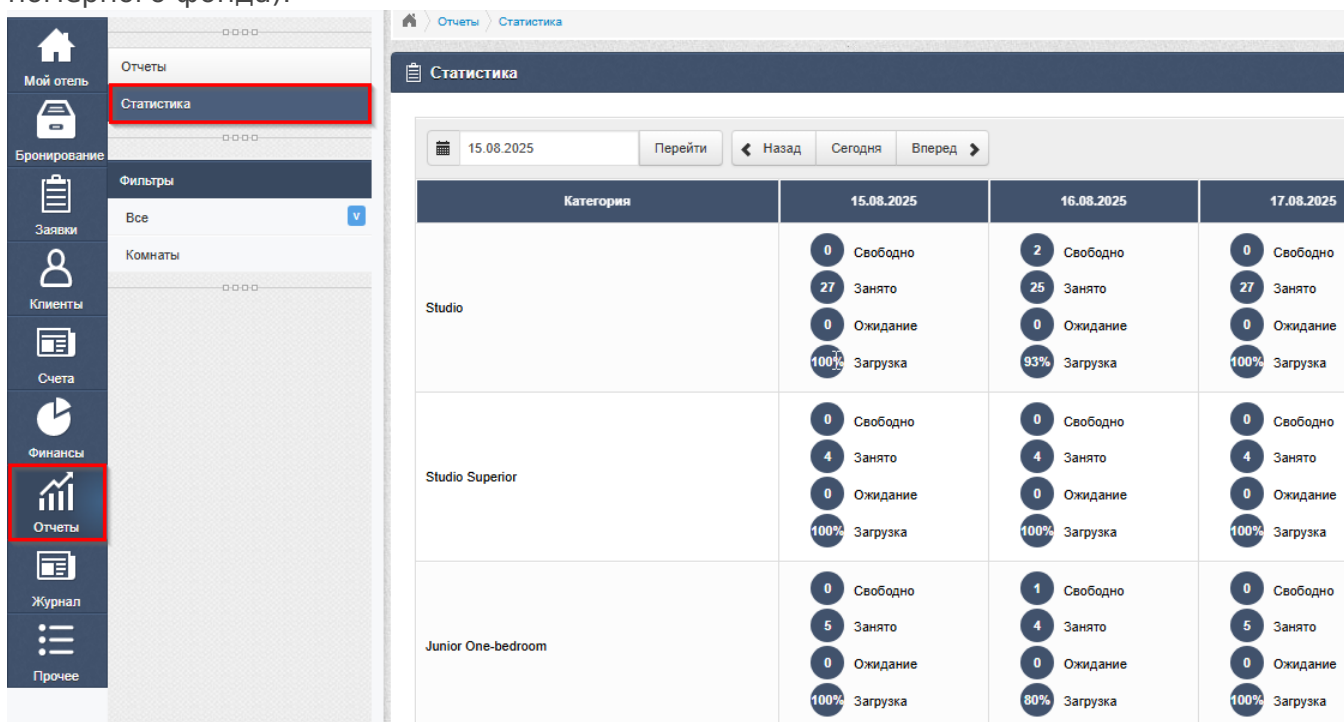 номерного фонда).
Отчеты
Статистика
Мой отель
Бронирование
Заявки
Клиенты
Счета
Финансы
Отчеты
Журнал
Прочее
Отчеты
Статистика
Фильтры
Все V
Комнаты
Статистика
15.08.2025 Перейти Назад Сегодня Вперед
Категория 15.08.2025 16.08.2025 17.08.2025
Studio
0 Свободно 2 Свободно 0 Свободно
27 Занято 25 Занято 27 Занято
0 Ожидание 0 Ожидание 0 Ожидание
100% Загрузка 93% Загрузка 100% Загрузка
Studio Superior
0 Свободно 0 Свободно 0 Свободно
4 Занято 4 Занято 4 Занято
0 Ожидание 0 Ожидание 0 Ожидание
100% Загрузка 100% Загрузка 100% Загрузка
Junior One-bedroom
0 Свободно 1 Свободно 0 Свободно
5 Занято 4 Занято 5 Занято
0 Ожидание 0 Ожидание 0 Ожидание
100% Загрузка 80% Загрузка 100% Загрузка